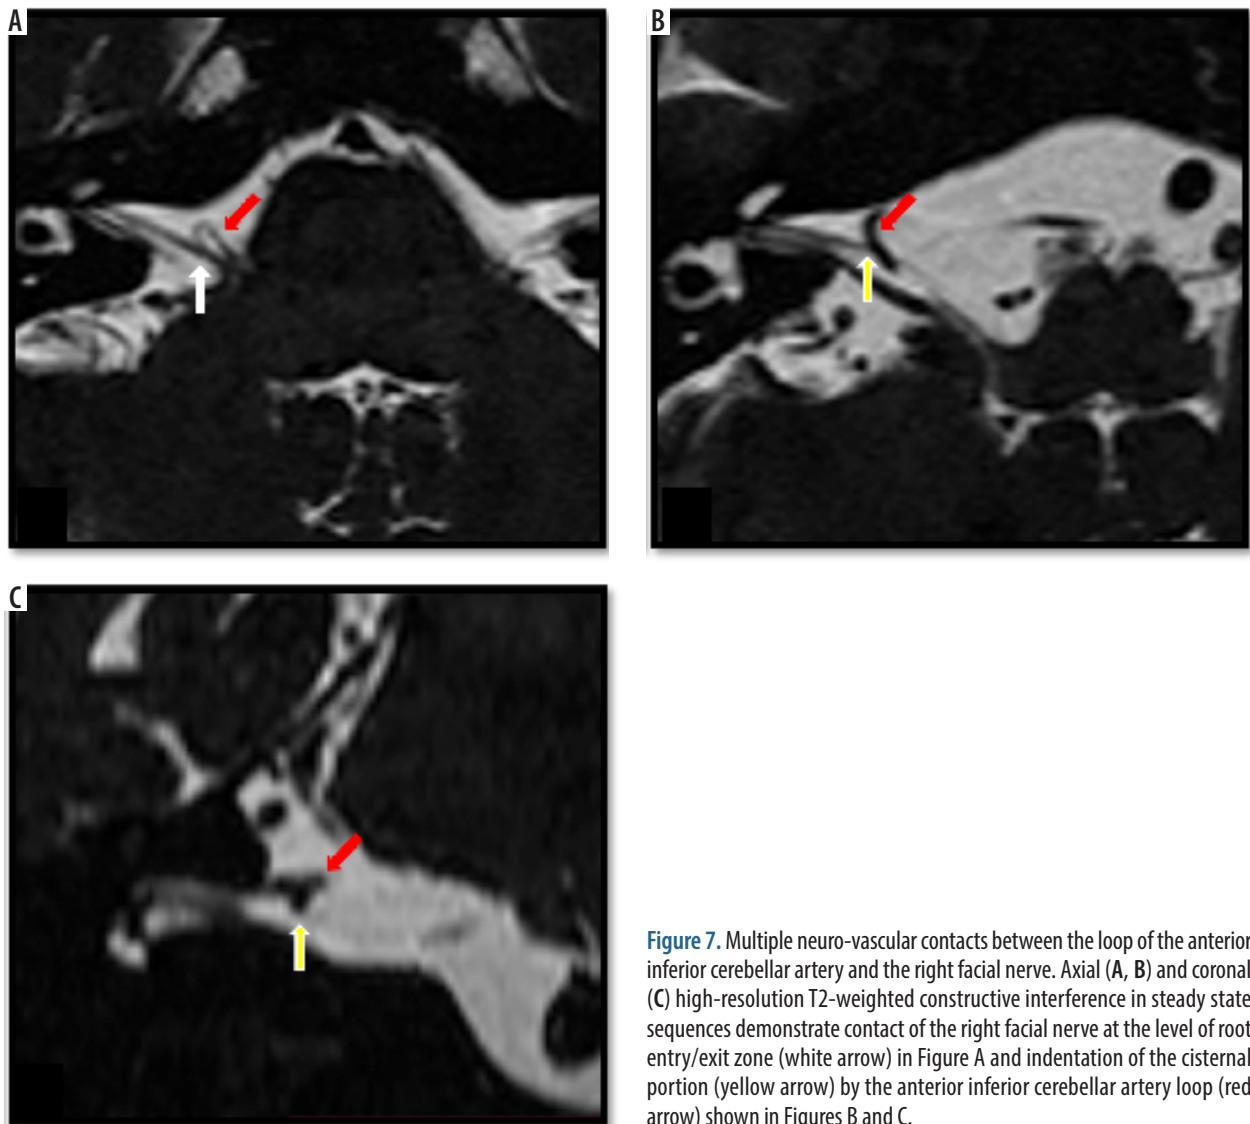 A
B
C
Figure 7. Multiple neuro-vascular contacts between the loop of the anterior
inferior cerebellar artery and the right facial nerve. Axial (A, B) and coronal
(C) high-resolution T2-weighted constructive interference in steady state
sequences demonstrate contact of the right facial nerve at the level of root
entry/exit zone (white arrow) in Figure A and indentation of the cisternal
portion (yellow arrow) by the anterior inferior cerebellar artery loop (red
arrow) shown in Figures B and C.